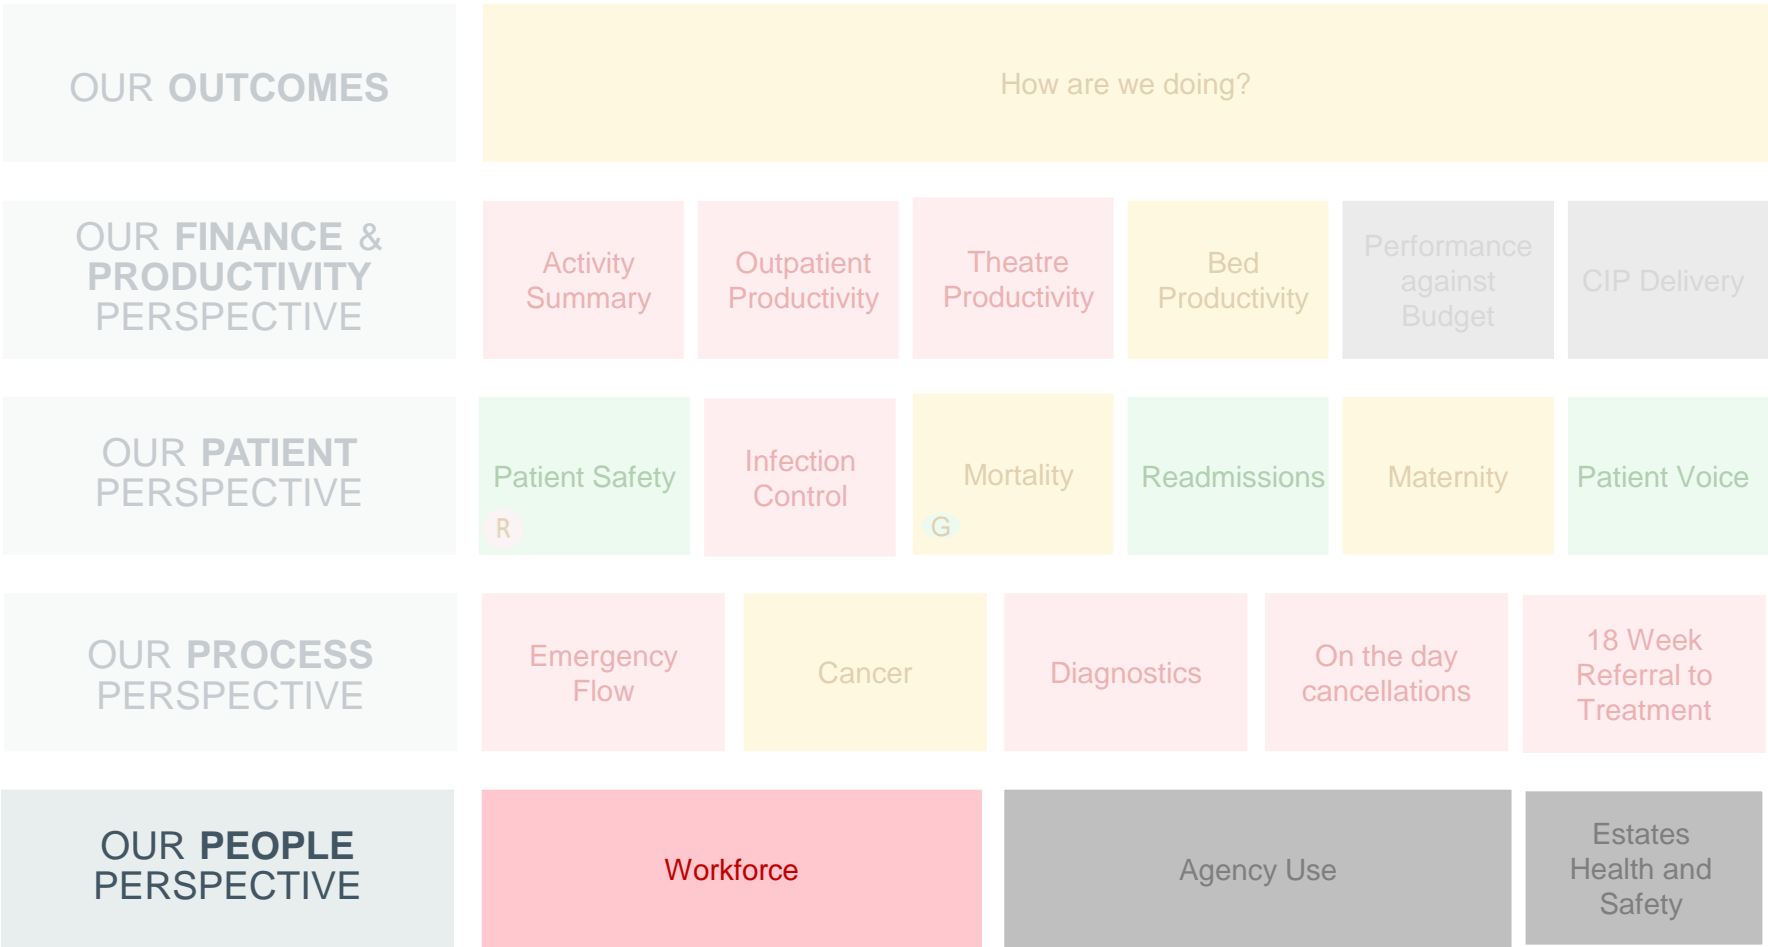 OUR OUTCOMES
How are we doing?
OUR FINANCE &
PRODUCTIVITY
PERSPECTIVE
Activity
Summary
Outpatient
Productivity
Theatre
Productivity
Bed
Productivity
Performance
against
Budget
CIP Delivery
OUR PATIENT
PERSPECTIVE
Patient Safety
R
Infection
Control
Mortality
G
Readmissions
Maternity
Patient Voice
OUR PROCESS
PERSPECTIVE
Emergency
Flow
Cancer
Diagnostics
On the day
cancellations
18 Week
Referral to
Treatment
OUR PEOPLE
PERSPECTIVE
Workforce
Agency Use
Estates
Health and
Safety